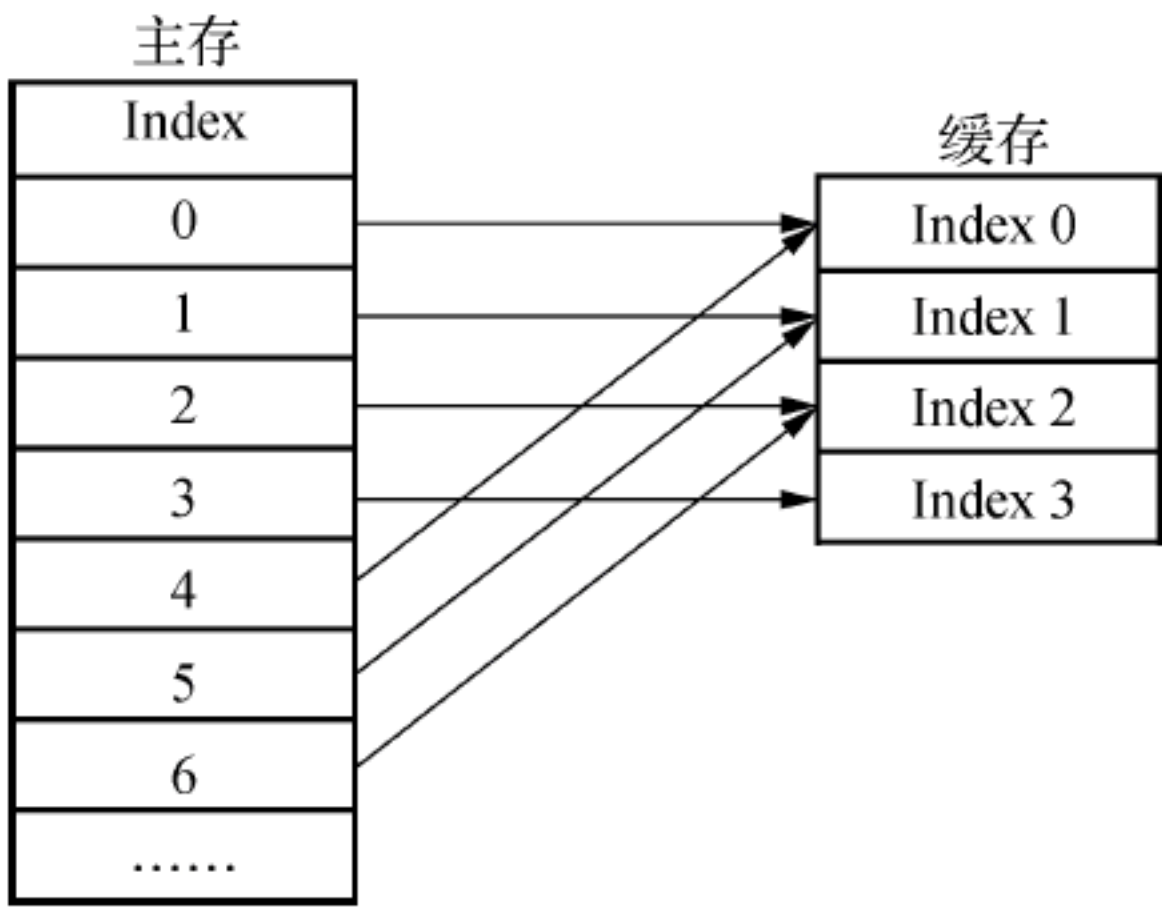 主存
Index
0
1
2
3
4
5
6
……
缓存
Index 0
Index 1
Index 2
Index 3